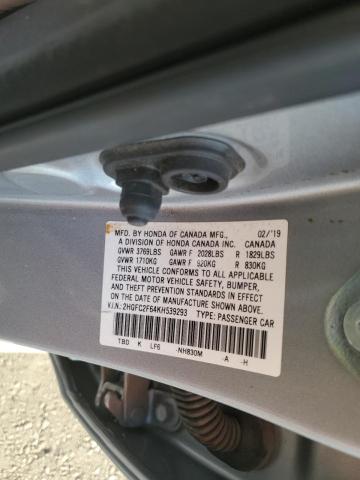 MFD. BY HONDA OF CANADA MFG., 02/'19
A DIVISION OF HONDA CANADA INC. CANADA
GVWR 3769LBS GAWR F 2028LBS R 1829LBS
GVWR 1710KG GAWR F 920KG R 830KG
THIS VEHICLE CONFORMS TO ALL APPLICABLE
FEDERAL MOTOR VEHICLE SAFETY, BUMPER,
AND THEFT PREVENTION STANDARDS IN EFFECT
ON THE DATE OF MANUFACTURE SHOWN ABOVE.
V.I.N.: 2HGFC2F64KH539293 TYPE: PASSENGER CAR
TBD K LF6 -NH830M -A -H